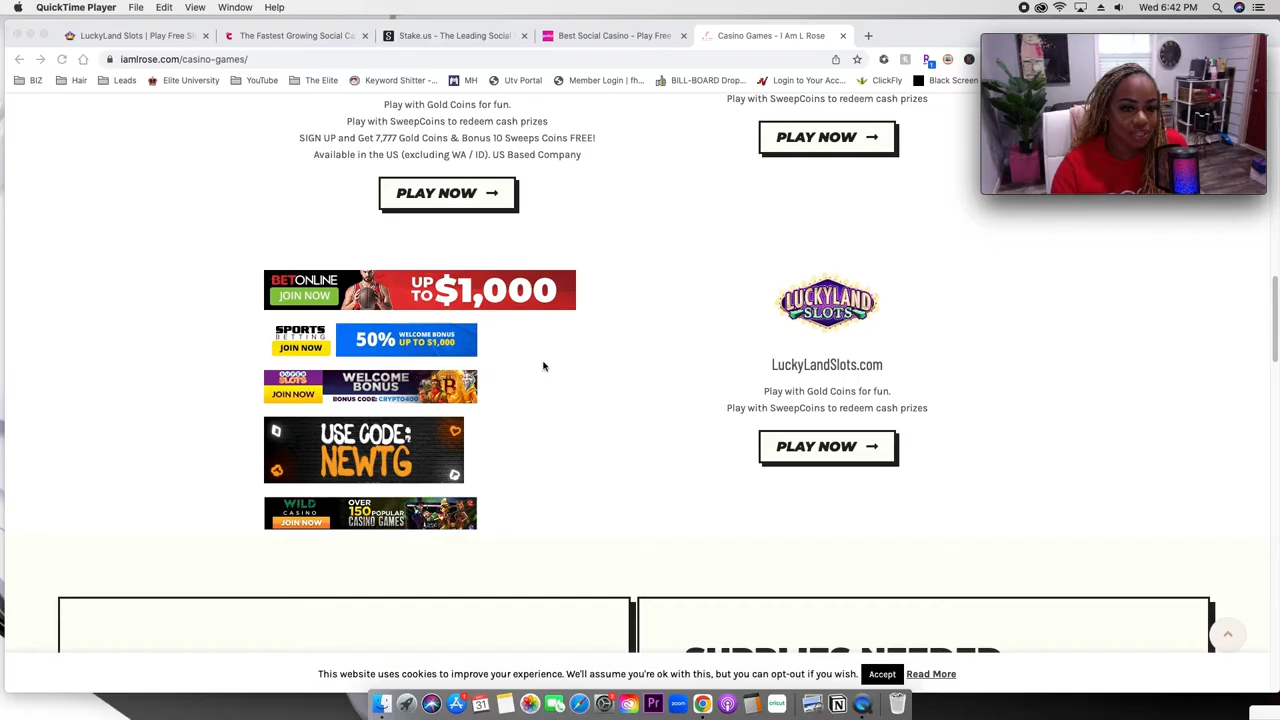 QuickTime Player File Edit View Window Help
Wed 6:42 PM
LuckyLand Slots | Play Free S
The Fastest Growing Social C
Stake.us - The Leading Social
Best Social Casino - Play Free
Casino Games - I Am L Rose
iamlrose.com/casino-games/
BIZ Hair Leads Elite University YouTube The Elite Keyword Shitter -... MH Utv Portal Member Login | fh... BILL-BOARD Drop... Login to Your Acc... ClickFly Black Screen
Play with Gold Coins for fun.
Play with SweepCoins to redeem cash prizes
SIGN UP and Get 7,777 Gold Coins & Bonus 10 Sweeps Coins FREE!
Available in the US (excluding WA / ID). US Based Company
PLAY NOW
Play with SweepCoins to redeem cash prizes
PLAY NOW
BETONLINE
JOIN NOW
UP TO $1,000
SPORTS BETTING
JOIN NOW
50% WELCOME BONUS UP TO $1,000
SUPER SLOTS
JOIN NOW
WELCOME BONUS
BONUS CODE: CRYPTO400
USE CODE:
NEWTG
WILD CASINO
JOIN NOW
OVER 150 POPULAR CASINO GAMES
LUCKYLAND
SLOTS
LuckyLandSlots.com
Play with Gold Coins for fun.
Play with SweepCoins to redeem cash prizes
PLAY NOW
SUPPLIES NEEDED
This website uses cookies to improve your experience. We'll assume you're ok with this, but you can opt-out if you wish. Accept Read More
zoom
cricut